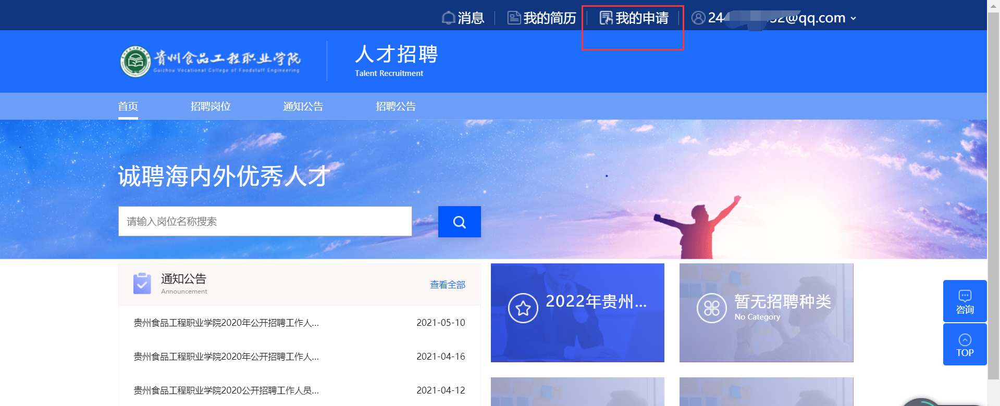 消息 我的简历 我的申请 24 32@qq.com
贵州食品工程职业学院
Guizhou Vocational College of Foodstuff Engineering
人才招聘
Talent Recruitment
首页 招聘岗位 通知公告 招聘公告
诚聘海内外优秀人才
请输入岗位名称搜索
通知公告
Announcement
查看全部
贵州食品工程职业学院2020年公开招聘工作人... 2021-05-10
贵州食品工程职业学院2020年公开招聘工作人... 2021-04-16
贵州食品工程职业学院2020公开招聘工作人员... 2021-04-12
2022年贵州...
暂无招聘种类
No Category
咨询
TOP